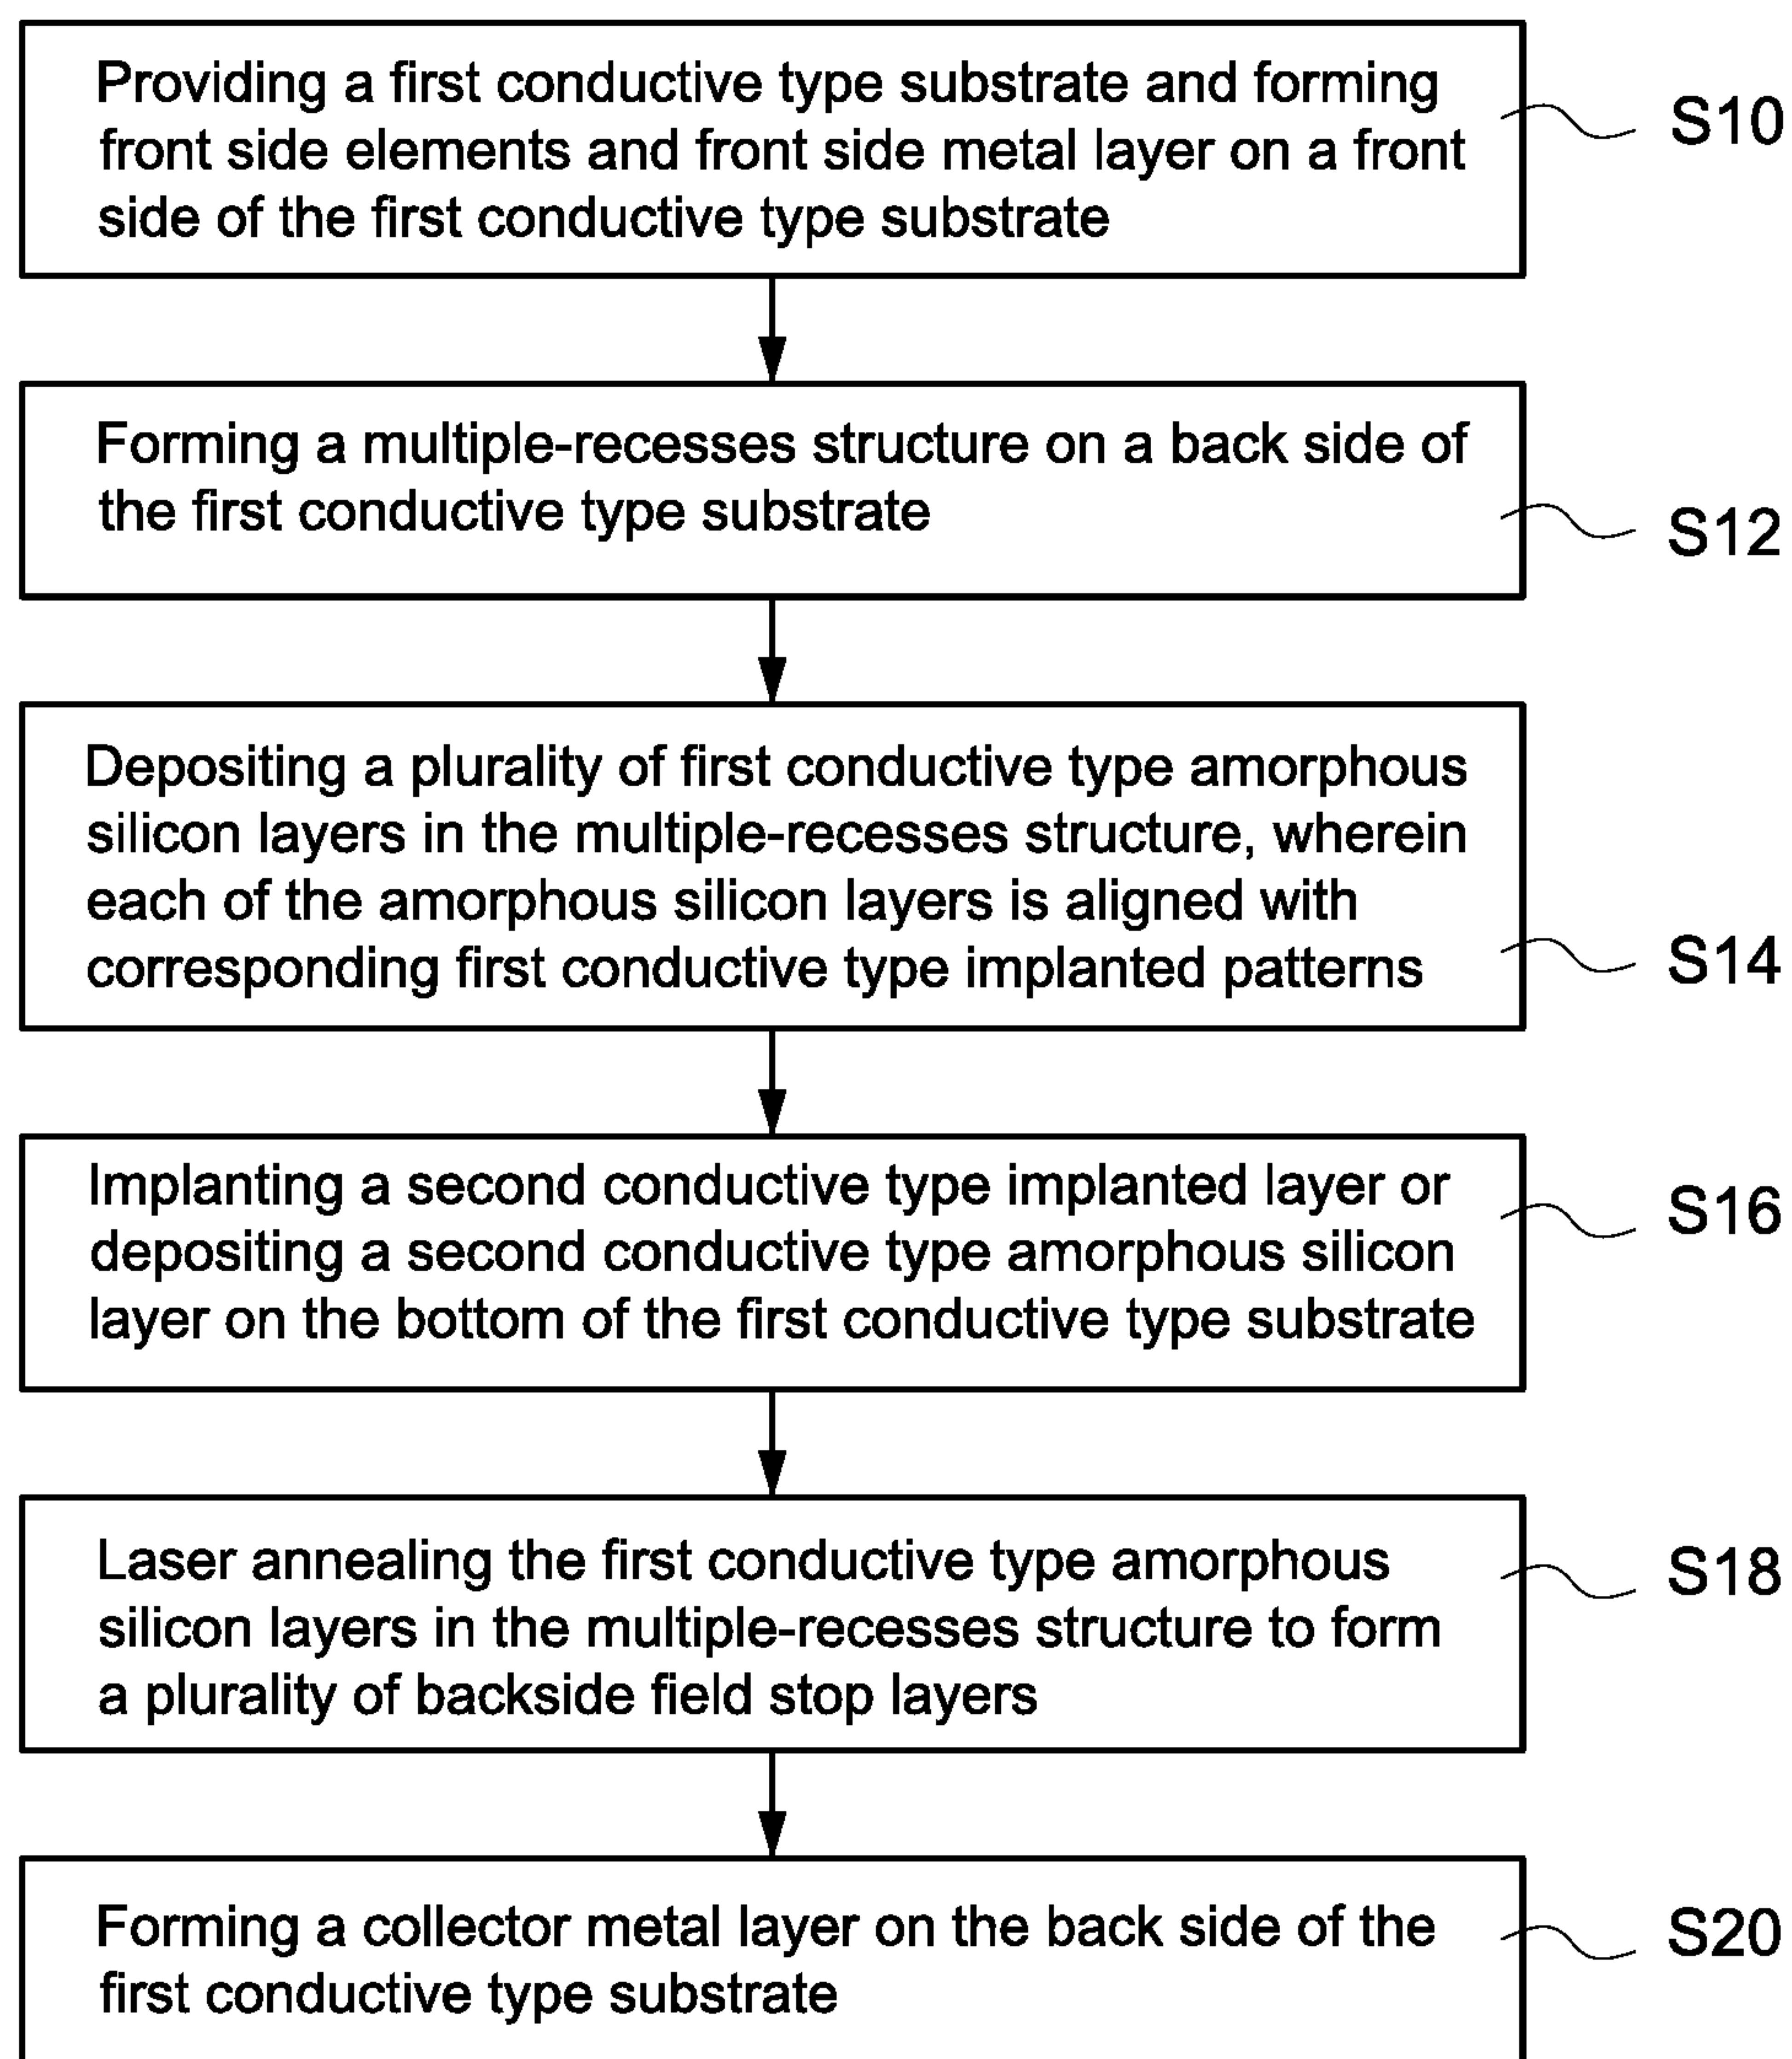 Providing a first conductive type substrate and forming
front side elements and front side metal layer on a front
side of the first conductive type substrate
S10
Forming a multiple-recesses structure on a back side of
the first conductive type substrate
S12
Depositing a plurality of first conductive type amorphous
silicon layers in the multiple-recesses structure, wherein
each of the amorphous silicon layers is aligned with
corresponding first conductive type implanted patterns
S14
Implanting a second conductive type implanted layer or
depositing a second conductive type amorphous silicon
layer on the bottom of the first conductive type substrate
S16
Laser annealing the first conductive type amorphous
silicon layers in the multiple-recesses structure to form
a plurality of backside field stop layers
S18
Forming a collector metal layer on the back side of the
first conductive type substrate
S20